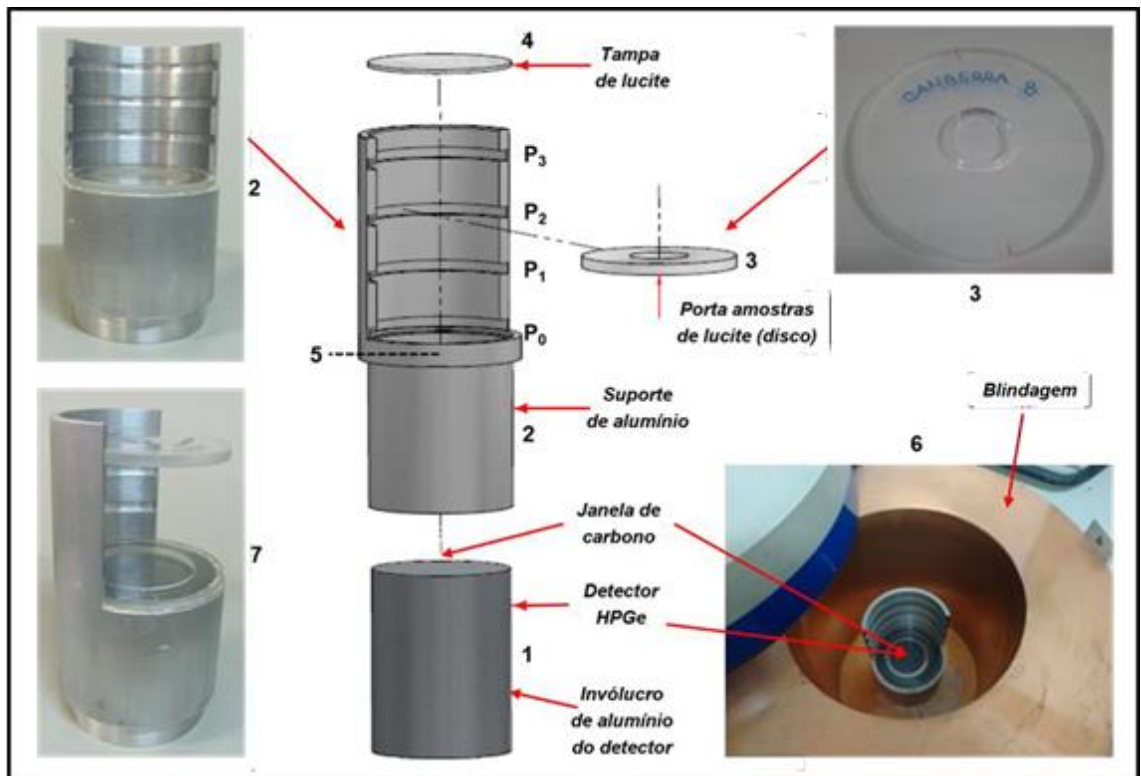 4
Tampa
de lucite
CANBERRA 8
2
P3
P2
P1
P0
3
Porta amostras
de lucite (disco)
3
5
Suporte
de alumínio
2
Blindagem
6
Janela de
carbono
7
Detector
HPGe
1
Invólucro
de alumínio
do detector